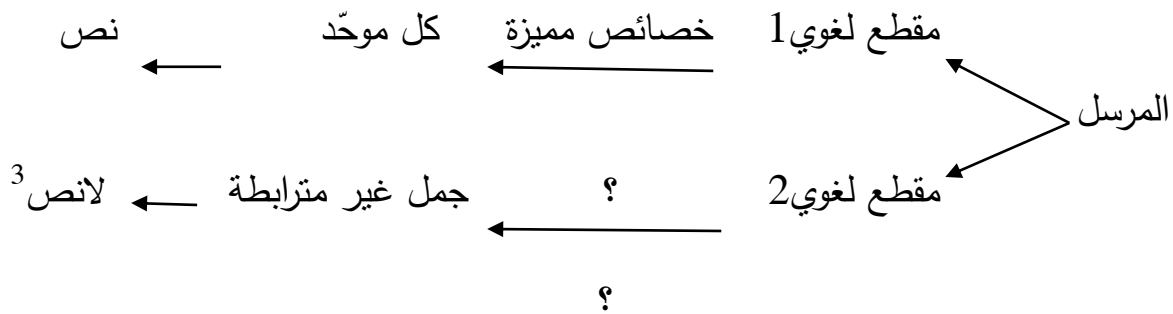 مقطع لغوي1 خصائص مميزة كل موحّد نص
المرسل
مقطع لغوي2 ؟ جمل غير مترابطة لانص3
؟